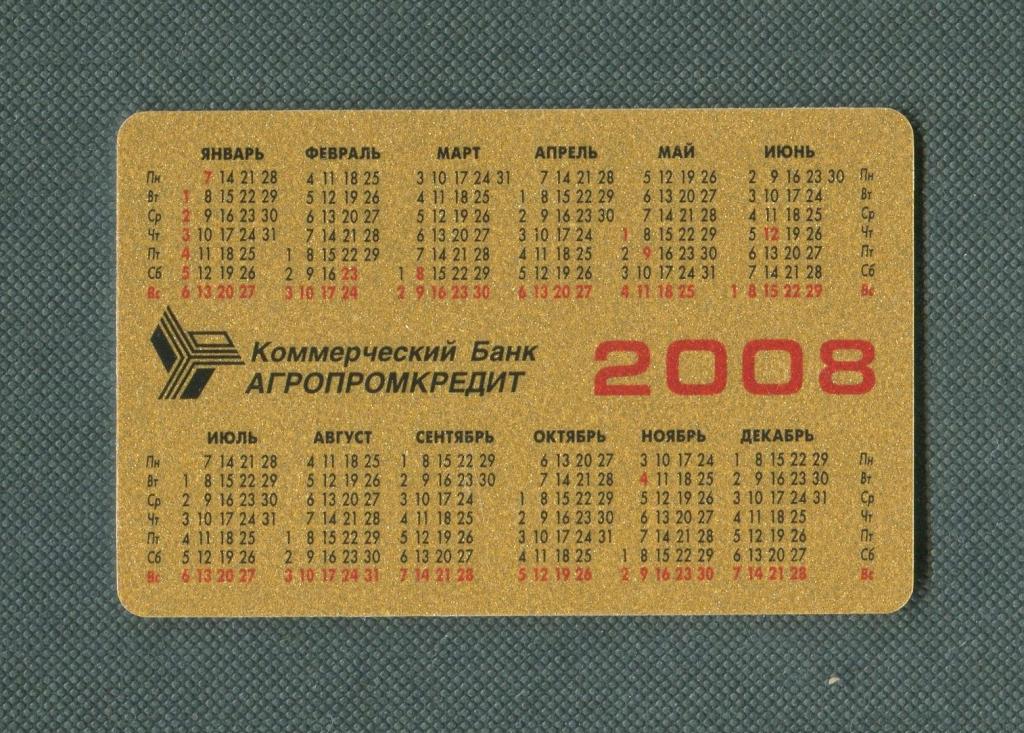 ЯНВАРЬ ФЕВРАЛЬ МАРТ АПРЕЛЬ МАЙ ИЮНЬ
Пн 7 14 21 28 4 11 18 25 3 10 17 24 31 7 14 21 28 5 12 19 26 2 9 16 23 30 Пн
Вт 1 8 15 22 29 5 12 19 26 4 11 18 25 1 8 15 22 29 6 13 20 27 3 10 17 24 Вт
Ср 2 9 16 23 30 6 13 20 27 5 12 19 26 2 9 16 23 30 7 14 21 28 4 11 18 25 Ср
Чт 3 10 17 24 31 7 14 21 28 6 13 20 27 3 10 17 24 1 8 15 22 29 5 12 19 26 Чт
Пт 4 11 18 25 1 8 15 22 29 7 14 21 28 4 11 18 25 2 9 16 23 30 6 13 20 27 Пт
Сб 5 12 19 26 2 9 16 23 1 8 15 22 29 5 12 19 26 3 10 17 24 31 7 14 21 28 Сб
Вс 6 13 20 27 3 10 17 24 2 9 16 23 30 6 13 20 27 4 11 18 25 1 8 15 22 29 Вс
Коммерческий Банк
АГРОПРОМКРЕДИТ
2008
ИЮЛЬ АВГУСТ СЕНТЯБРЬ ОКТЯБРЬ НОЯБРЬ ДЕКАБРЬ
Пн 7 14 21 28 4 11 18 25 1 8 15 22 29 6 13 20 27 3 10 17 24 1 8 15 22 29 Пн
Вт 1 8 15 22 29 5 12 19 26 2 9 16 23 30 7 14 21 28 4 11 18 25 2 9 16 23 30 Вт
Ср 2 9 16 23 30 6 13 20 27 3 10 17 24 1 8 15 22 29 5 12 19 26 3 10 17 24 31 Ср
Чт 3 10 17 24 31 7 14 21 28 4 11 18 25 2 9 16 23 30 6 13 20 27 4 11 18 25 Чт
Пт 4 11 18 25 1 8 15 22 29 5 12 19 26 3 10 17 24 31 7 14 21 28 5 12 19 26 Пт
Сб 5 12 19 26 2 9 16 23 30 6 13 20 27 4 11 18 25 1 8 15 22 29 6 13 20 27 Сб
Вс 6 13 20 27 3 10 17 24 31 7 14 21 28 5 12 19 26 2 9 16 23 30 7 14 21 28 Вс